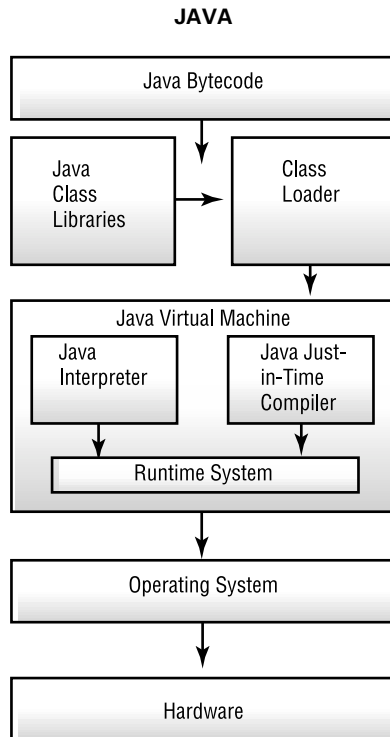 JAVA
Java Bytecode
Java
Class
Libraries
Class
Loader
Java Virtual Machine
Java
Interpreter
Java Just-
in-Time
Compiler
Runtime System
Operating System
Hardware